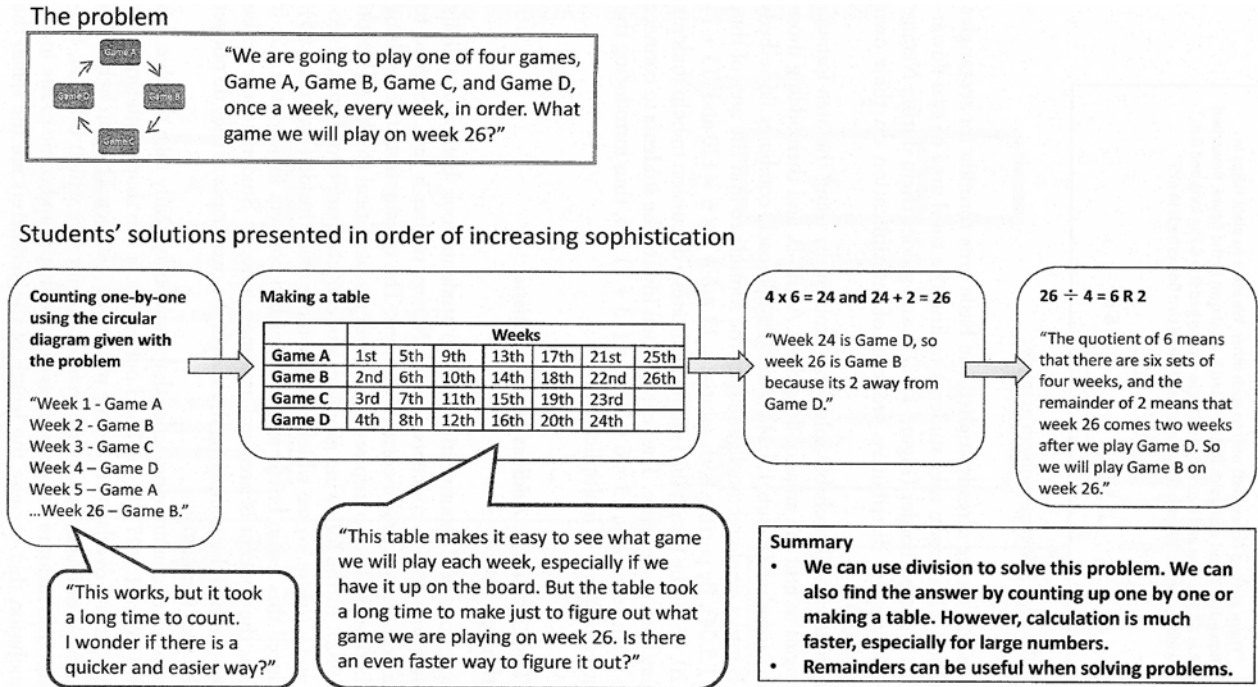 The problem
Game A
Game B
Game C
Game D
"We are going to play one of four games,
Game A, Game B, Game C, and Game D,
once a week, every week, in order. What
game we will play on week 26?"
Students' solutions presented in order of increasing sophistication
Counting one-by-one
using the circular
diagram given with
the problem
"Week 1 - Game A
Week 2 - Game B
Week 3 - Game C
Week 4 – Game D
Week 5 – Game A
...Week 26 – Game B."
"This works, but it took
a long time to count.
I wonder if there is a
quicker and easier way?"
Making a table
Weeks
Game A 1st 5th 9th 13th 17th 21st 25th
Game B 2nd 6th 10th 14th 18th 22nd 26th
Game C 3rd 7th 11th 15th 19th 23rd
Game D 4th 8th 12th 16th 20th 24th
"This table makes it easy to see what game
we will play each week, especially if we
have it up on the board. But the table took
a long time to make just to figure out what
game we are playing on week 26. Is there
an even faster way to figure it out?"
4 x 6 = 24 and 24 + 2 = 26
"Week 24 is Game D, so
week 26 is Game B
because its 2 away from
Game D."
26 ÷ 4 = 6 R 2
"The quotient of 6 means
that there are six sets of
four weeks, and the
remainder of 2 means that
week 26 comes two weeks
after we play Game D. So
we will play Game B on
week 26."
Summary
• We can use division to solve this problem. We can
also find the answer by counting up one by one or
making a table. However, calculation is much
faster, especially for large numbers.
• Remainders can be useful when solving problems.